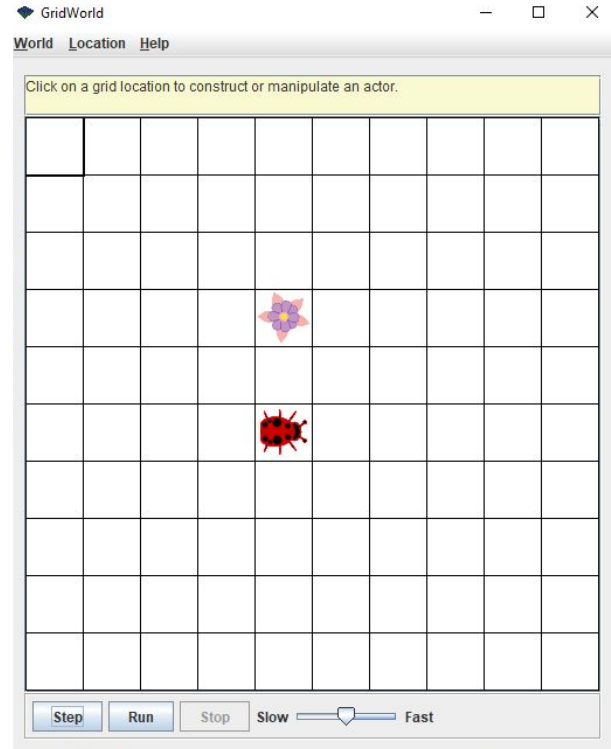 GridWorld
World Location Help
Click on a grid location to construct or manipulate an actor.
Step Run Stop Slow Fast